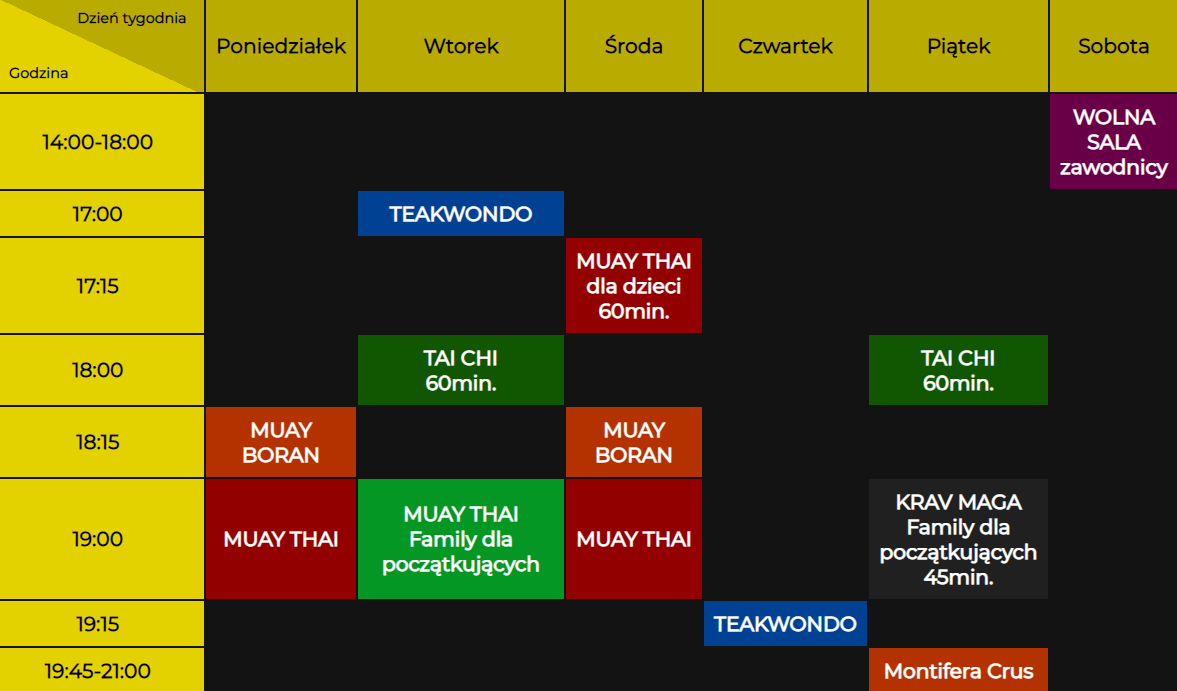 Dzień tygodnia
Godzina
Poniedziałek
Wtorek
Środa
Czwartek
Piątek
Sobota
14:00-18:00
WOLNA
SALA
zawodnicy
17:00
TEAKWONDO
17:15
MUAY THAI
dla dzieci
60min.
18:00
TAI CHI
60min.
TAI CHI
60min.
18:15
MUAY
BORAN
MUAY
BORAN
19:00
MUAY THAI
MUAY THAI
Family dla
początkujących
MUAY THAI
KRAV MAGA
Family dla
początkujących
45min.
19:15
TEAKWONDO
19:45-21:00
Montifera Crus